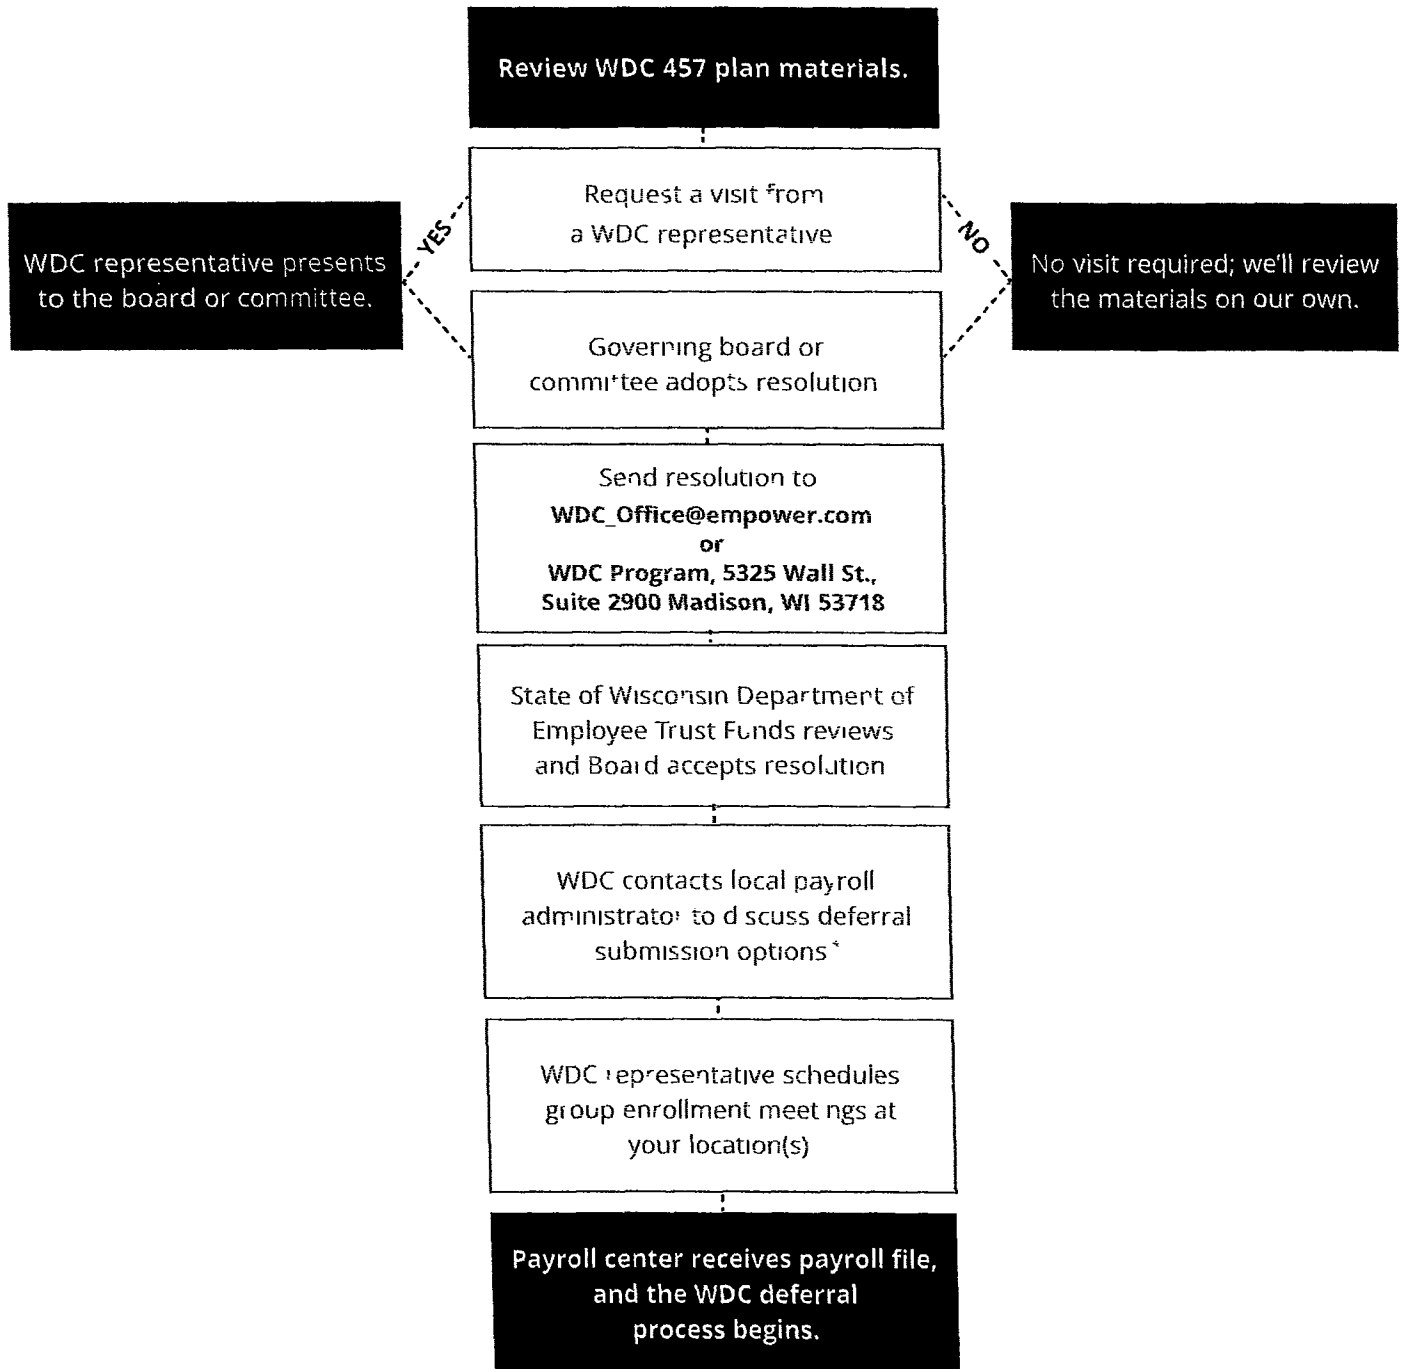 Review WDC 457 plan materials.
Request a visit from
a WDC representative
YES
NO
WDC representative presents
to the board or committee.
No visit required; we'll review
the materials on our own.
Governing board or
committee adopts resolution
Send resolution to
WDC_Office@empower.com
or
WDC Program, 5325 Wall St.,
Suite 2900 Madison, WI 53718
State of Wisconsin Department of
Employee Trust Funds reviews
and Board accepts resolution
WDC contacts local payroll
administrator to discuss deferral
submission options*
WDC representative schedules
group enrollment meetings at
your location(s)
Payroll center receives payroll file,
and the WDC deferral
process begins.